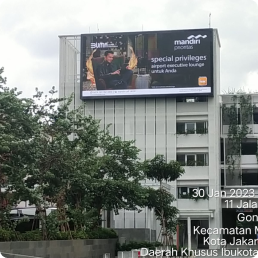 BUMN
mandiri
prioritas
special privileges
airport executive lounge
untuk Anda
30 Jan 2023
11 Jala
Gon
Kecamatan M
Kota Jakar
Daerah Khusus Ibukota